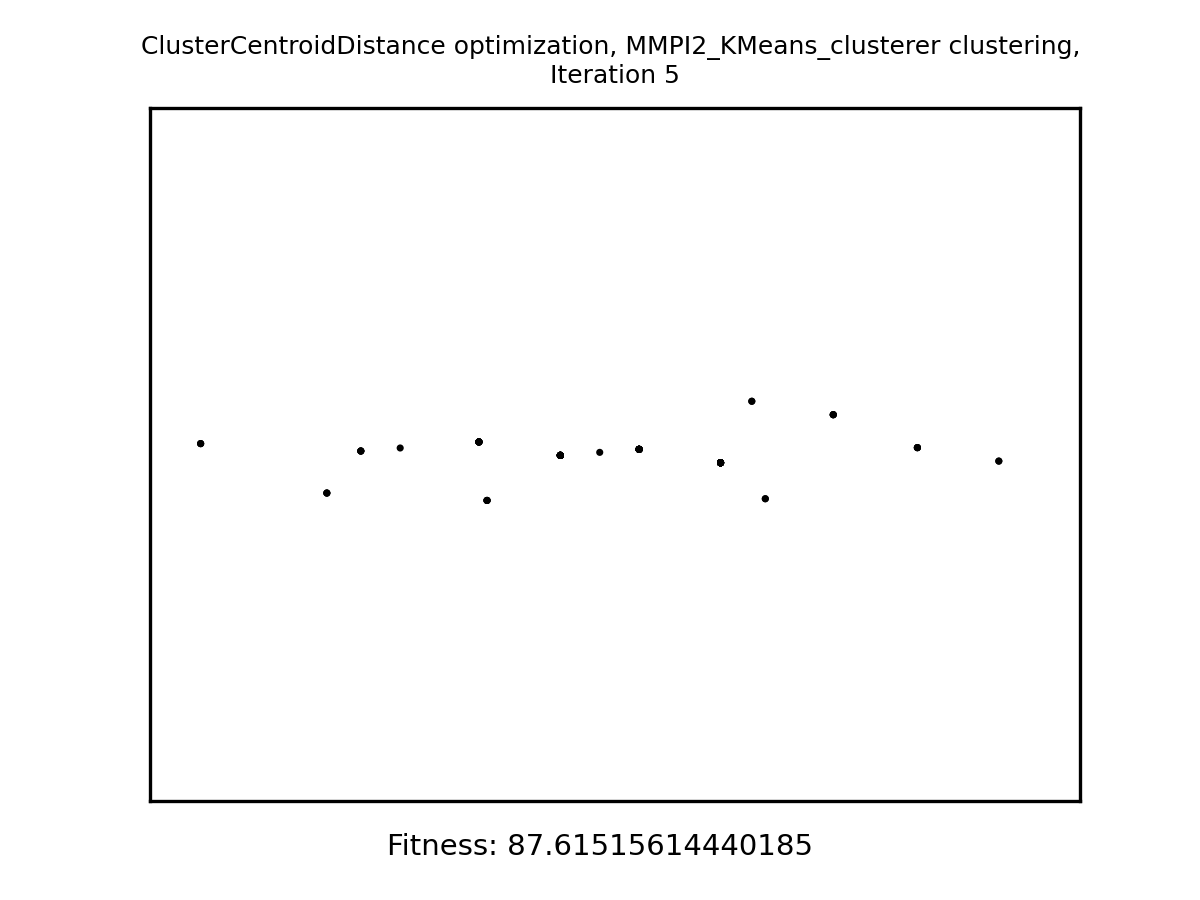 ClusterCentroidDistance optimization, MMPI2_KMeans_clusterer clustering,
Iteration 5
Fitness: 87.61515614440185